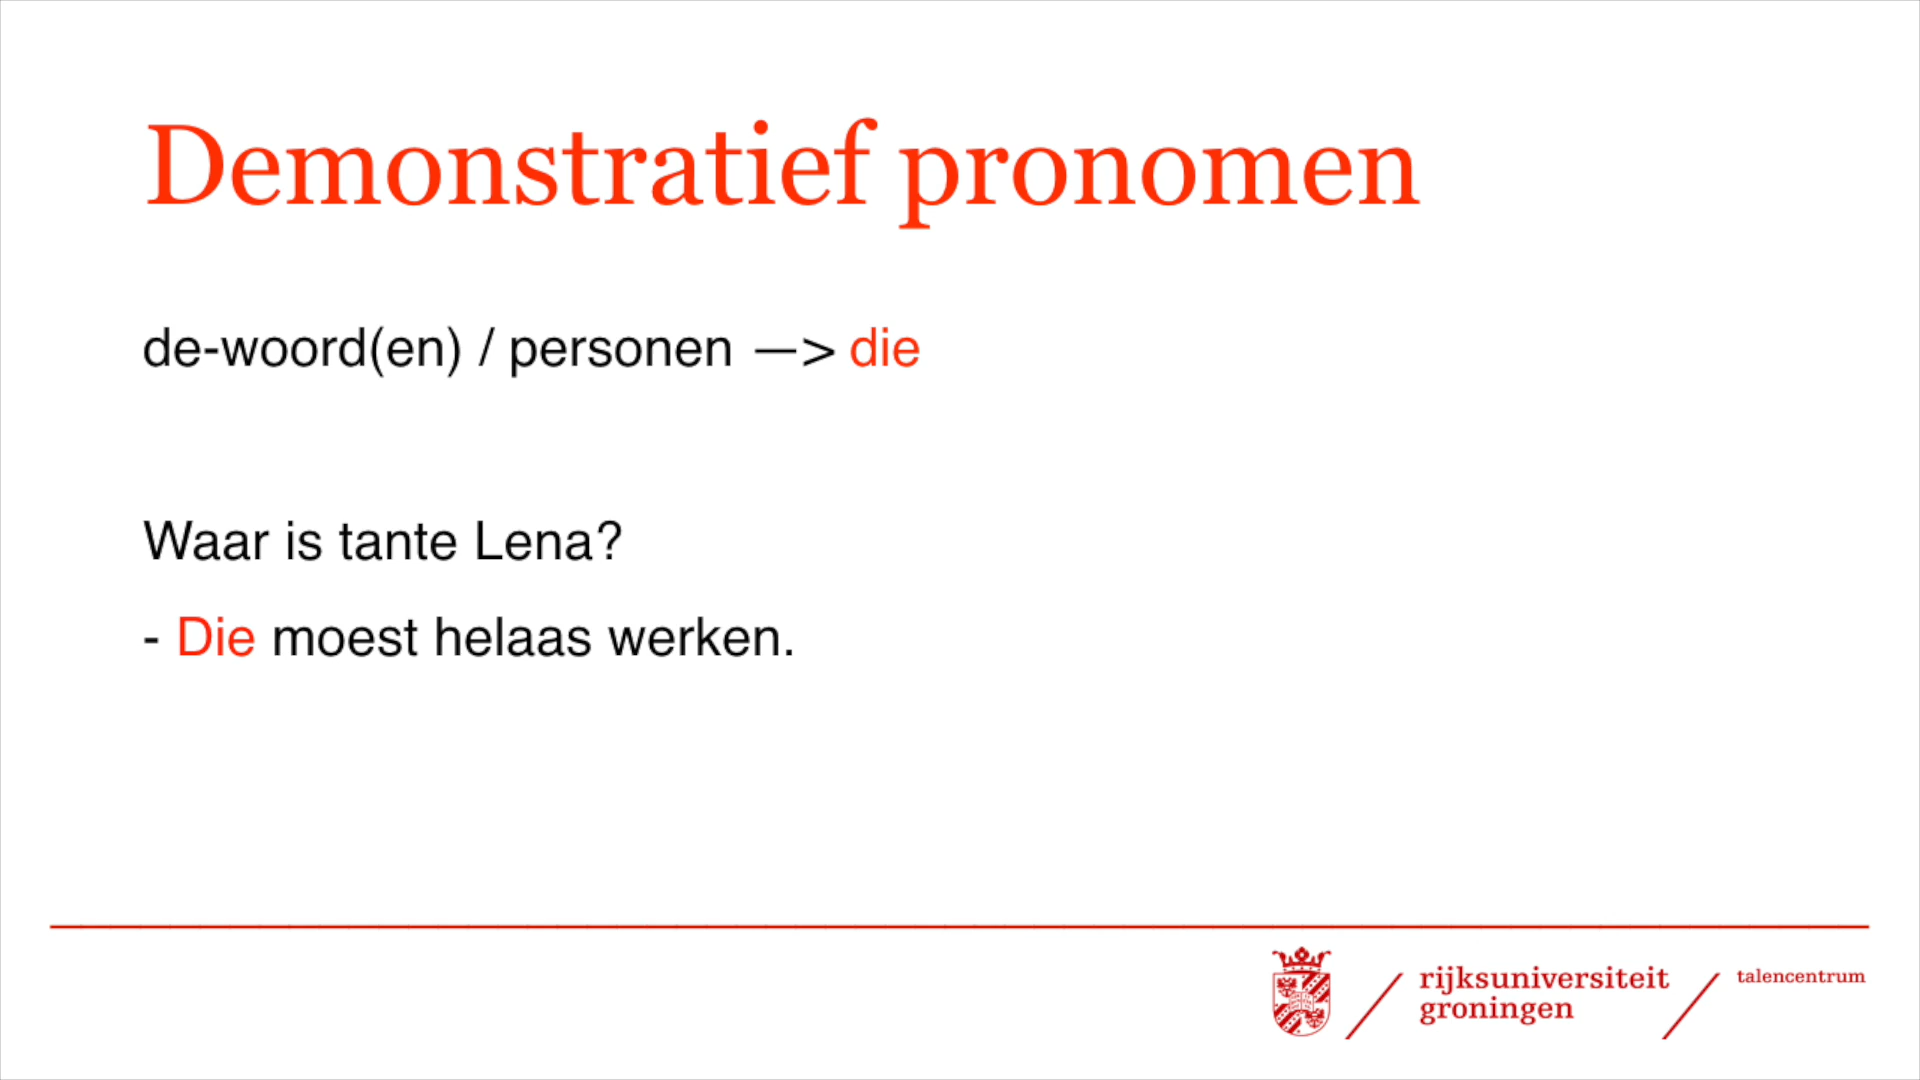 Demonstratief pronomen
de-woord(en) / personen —> die
Waar is tante Lena?
- Die moest helaas werken.
rijksuniversiteit
groningen
talencentrum